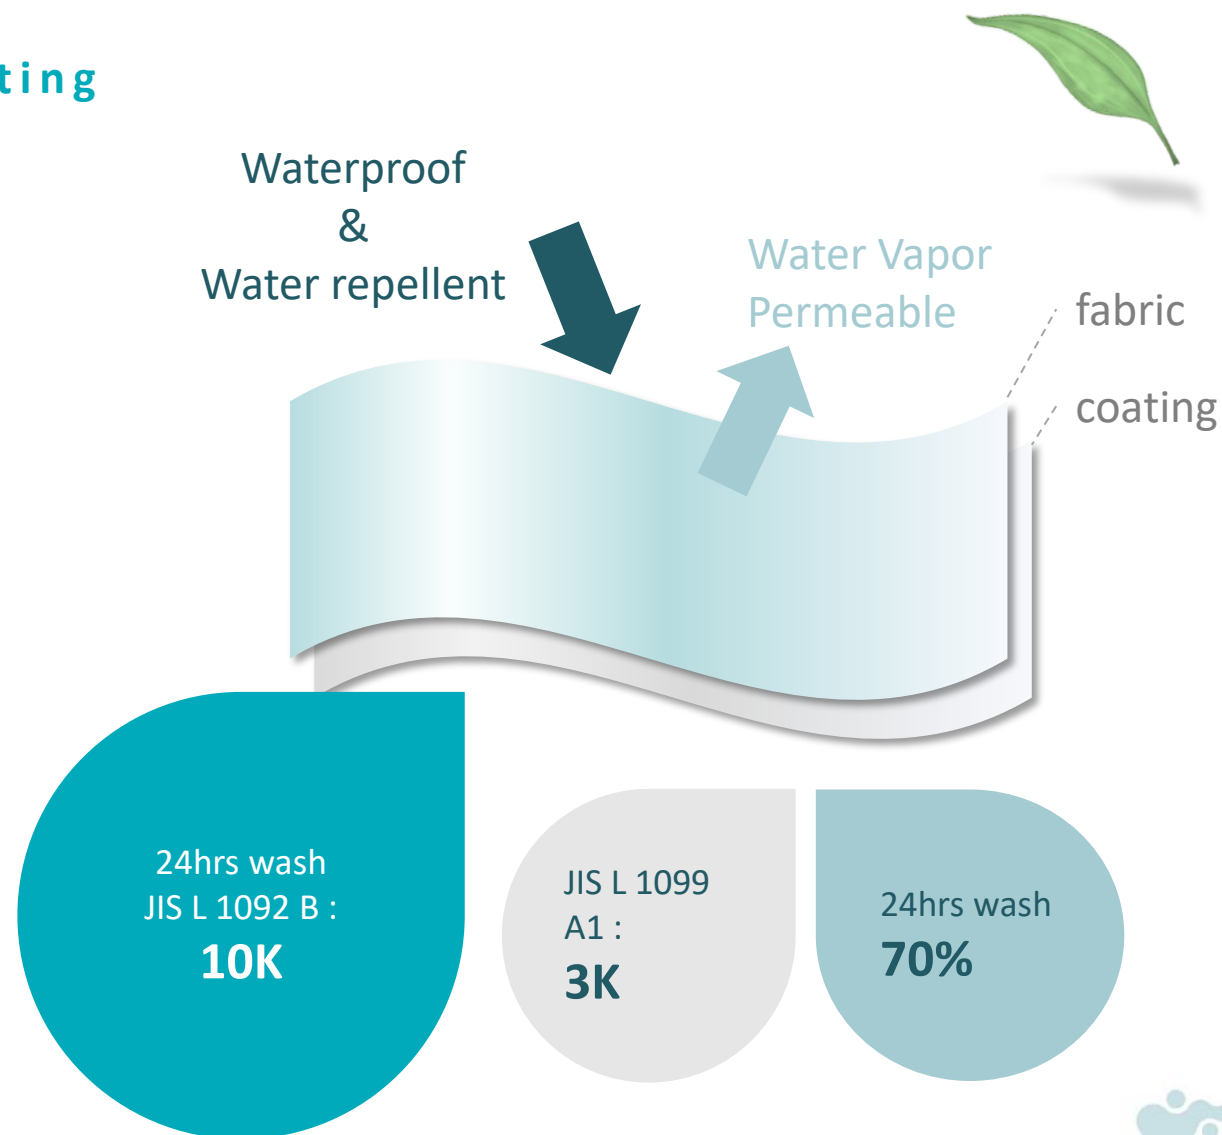 ting
Waterproof
&
Water repellent
Water Vapor
Permeable
fabric
coating
24hrs wash
JIS L 1092 B :
10K
JIS L 1099
A1 :
3K
24hrs wash
70%